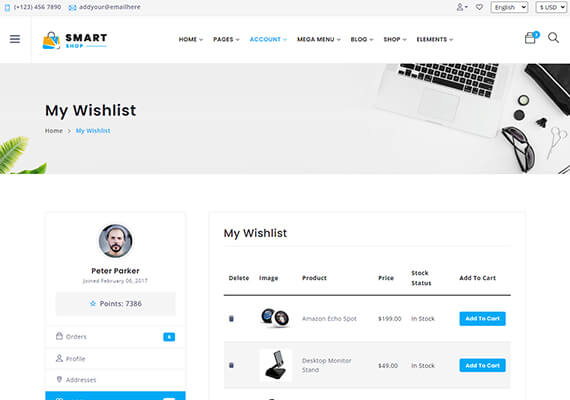 (+123) 456 7890 addyour@emailhere English $ USD
SMART
SHOP
HOME PAGES ACCOUNT MEGA MENU BLOG SHOP ELEMENTS
My Wishlist
Home > My Wishlist
Peter Parker
Joined February 06, 2017
Points: 7386
Orders
Profile
Addresses
My Wishlist
Delete Image Product Price Stock Status Add To Cart
Amazon Echo Spot $199.00 In Stock Add To Cart
Desktop Monitor Stand $49.00 In Stock Add To Cart